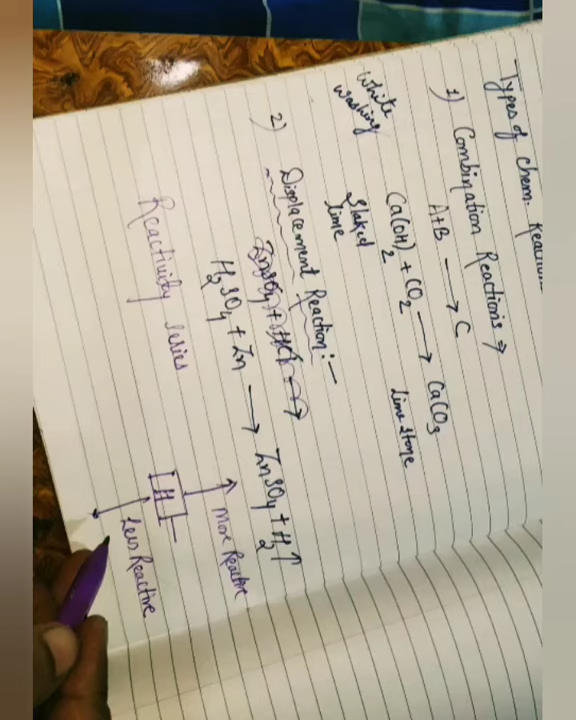 Types of chem. Reactions
1) Combination Reactions ⇒
A+B ⟶ C
Ca(OH)₂ + CO₂ ⟶ CaCO₃
White washing
Slaked lime
Lime stone
2) Displacement Reaction :-
H₂SO₄ + Zn ⟶ ZnSO₄ + H₂↑
Reactivity Series
More Reactive
H
Less Reactive